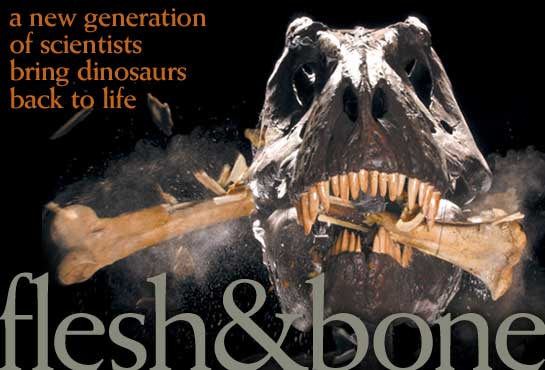 a new generation
of scientists
bring dinosaurs
back to life
flesh&bone